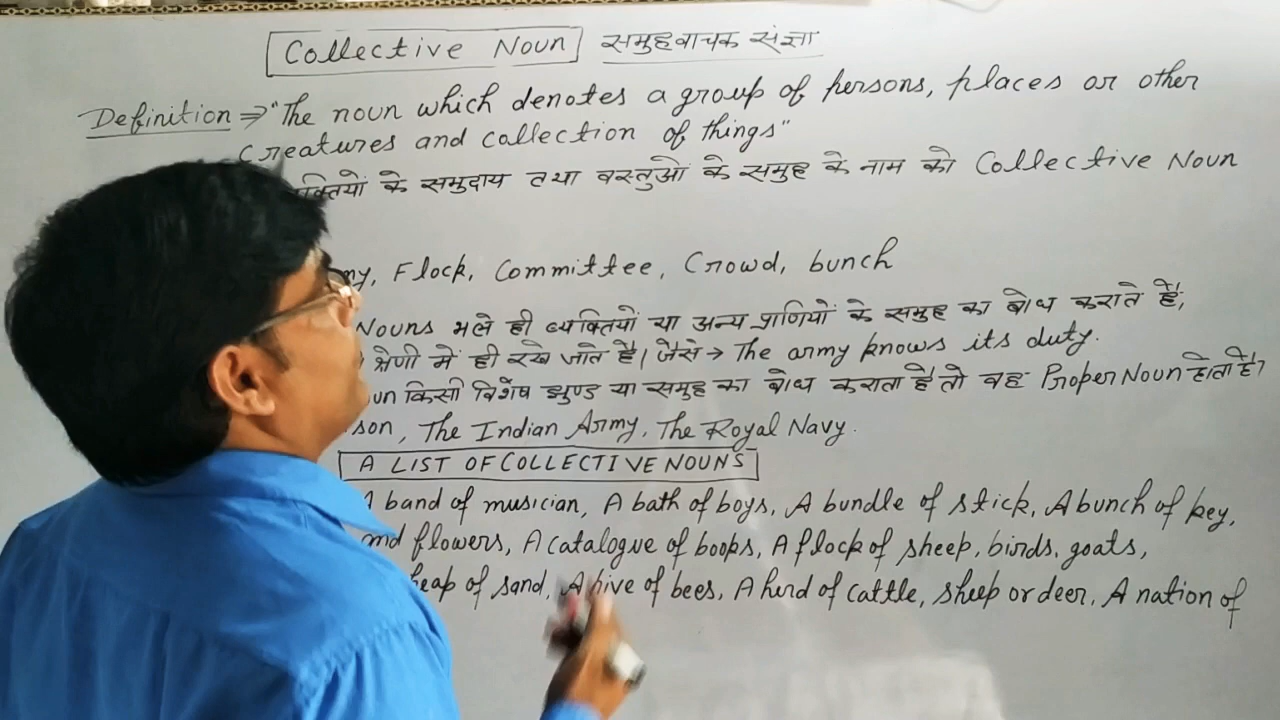 Collective Noun समुहवाचक संज्ञा
Definition ⇒ "The noun which denotes a group of persons, places or other
creatures and collection of things"
के समुदाय तथा वस्तुओं के समुह के नाम को Collective Noun
Flock, Committee, Crowd, bunch
Nouns भले ही व्यक्तियों या अन्य प्राणियों के समुह का बोध कराते है,
श्रेणी में ही रखे जाते है। जैसे → The army knows its duty.
किसी विशेष झुण्ड या समुह का बोध कराता है तो वह Proper Noun होता है।
The Indian Army, The Royal Navy.
A LIST OF COLLECTIVE NOUNS
A band of musician, A bath of boys, A bundle of stick, A bunch of key,
flowers, A catalogue of books, A flock of sheep, birds, goats,
heap of sand, A hive of bees, A herd of cattle, sheep or deer, A nation of